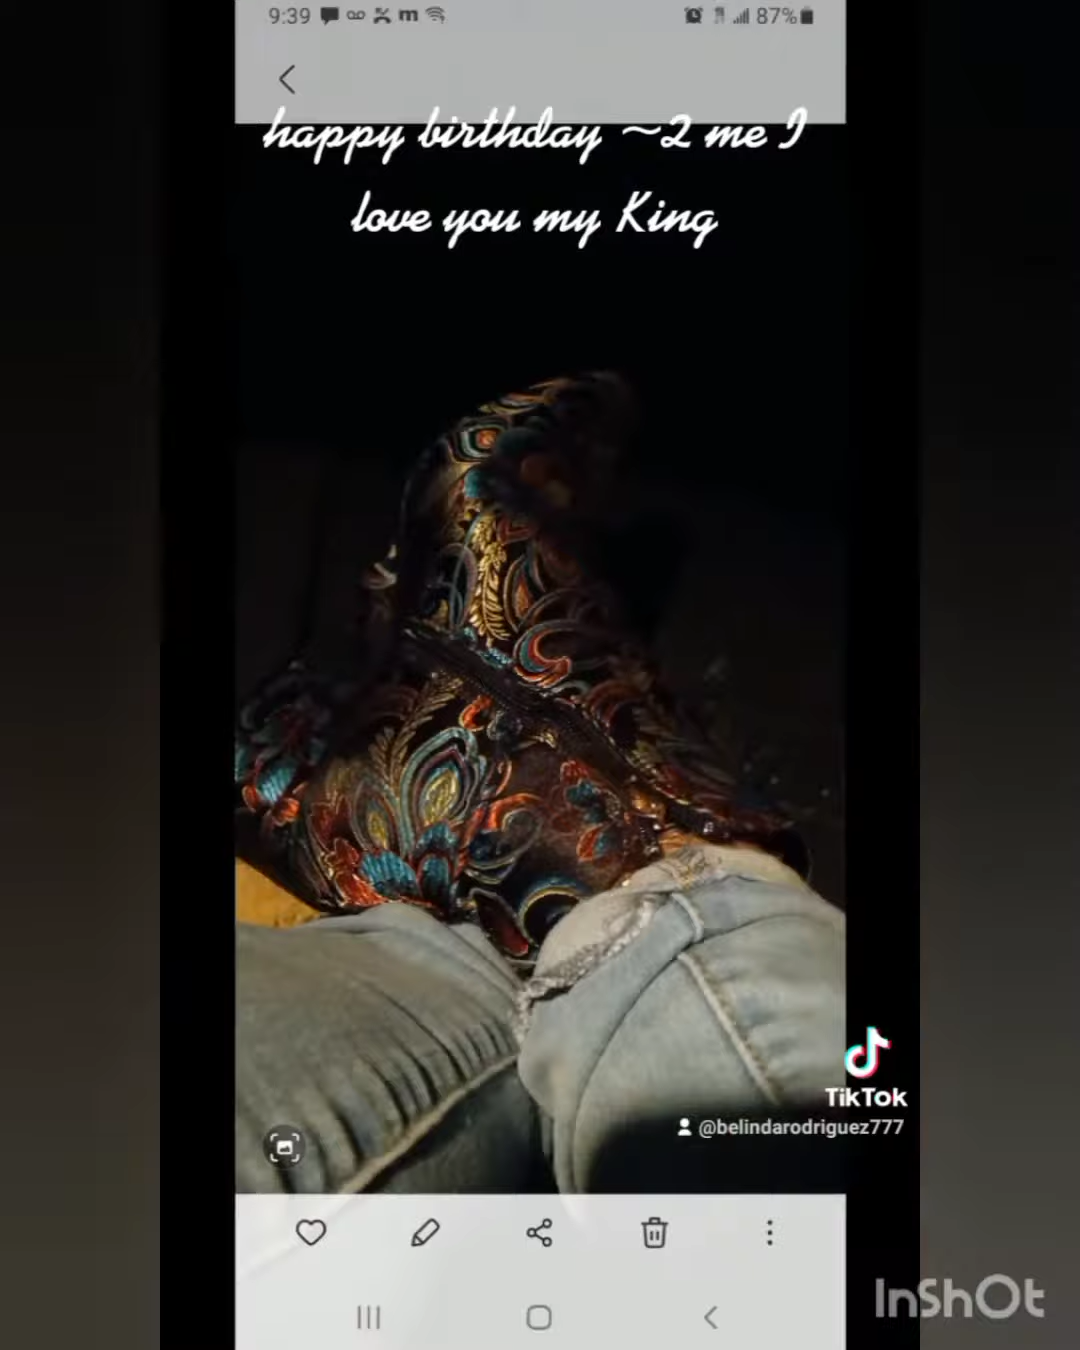 9:39
m
87%
happy birthday ~2 me I
love you my King
TikTok
@belindarodriguez777
InShOt